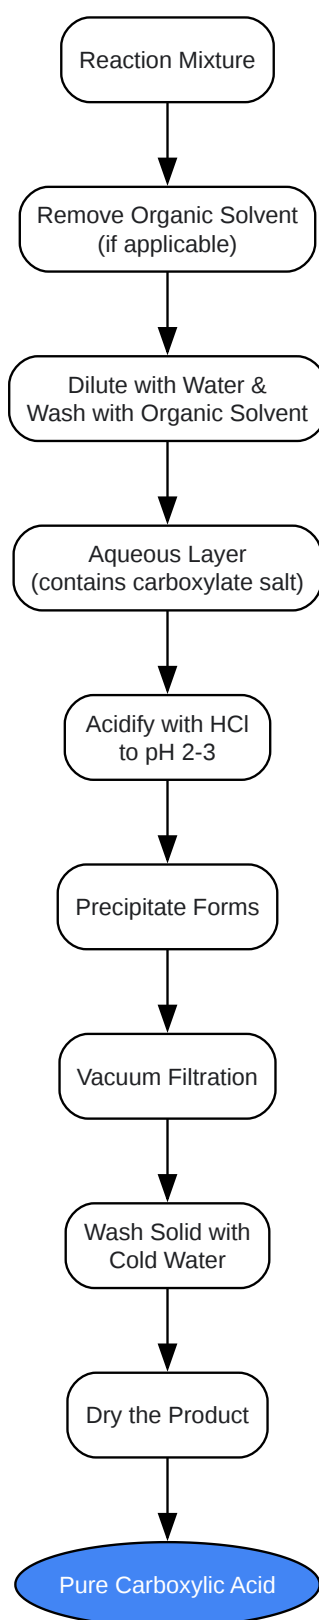 Reaction Mixture
Remove Organic Solvent
(if applicable)
Dilute with Water &
Wash with Organic Solvent
Aqueous Layer
(contains carboxylate salt)
Acidify with HCl
to pH 2-3
Precipitate Forms
Vacuum Filtration
Wash Solid with
Cold Water
Dry the Product
Pure Carboxylic Acid